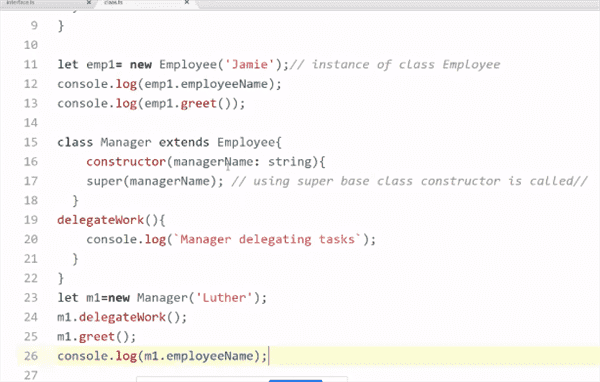 interface.ts class.ts
9 }
10
11 let emp1= new Employee('Jamie');// instance of class Employee
12 console.log(emp1.employeeName);
13 console.log(emp1.greet());
14
15 class Manager extends Employee{
16 constructor(managerName: string){
17 super(managerName); // using super base class constructor is called//
18 }
19 delegateWork(){
20 console.log(`Manager delegating tasks`);
21 }
22 }
23 let m1=new Manager('Luther');
24 m1.delegateWork();
25 m1.greet();
26 console.log(m1.employeeName);
27